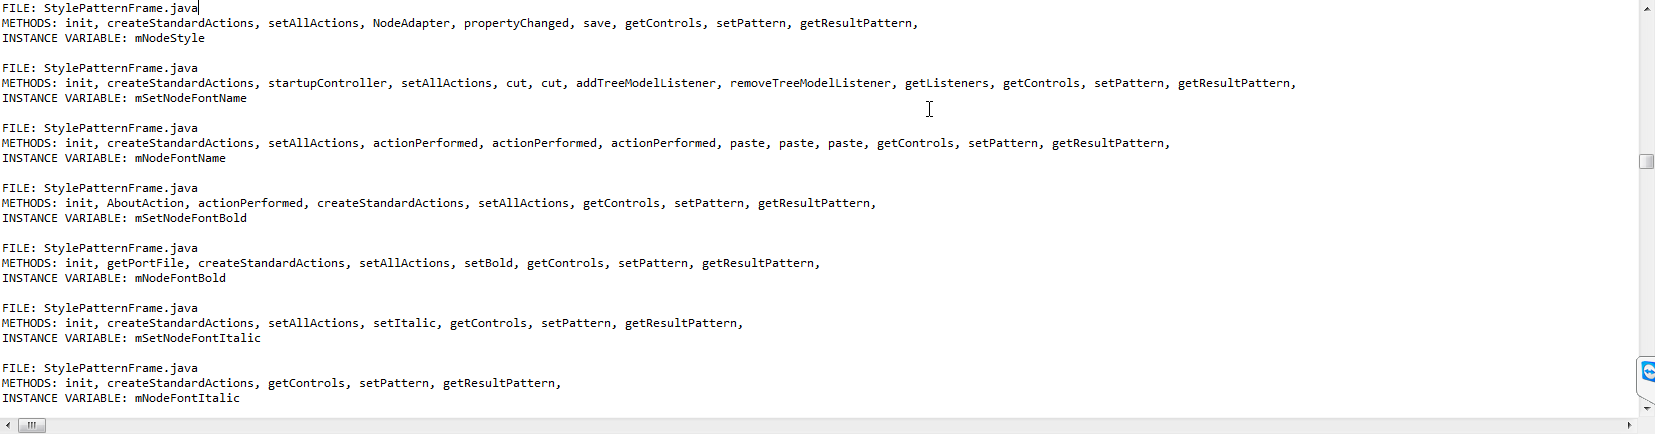 FILE: StylePatternFrame.java
METHODS: init, createStandardActions, setAllActions, NodeAdapter, propertyChanged, save, getControls, setPattern, getResultPattern,
INSTANCE VARIABLE: mNodeStyle
FILE: StylePatternFrame.java
METHODS: init, createStandardActions, startupController, setAllActions, cut, cut, addTreeModelListener, removeTreeModelListener, getListeners, getControls, setPattern, getResultPattern,
INSTANCE VARIABLE: mSetNodeFontName
FILE: StylePatternFrame.java
METHODS: init, createStandardActions, setAllActions, actionPerformed, actionPerformed, actionPerformed, paste, paste, paste, getControls, setPattern, getResultPattern,
INSTANCE VARIABLE: mNodeFontName
FILE: StylePatternFrame.java
METHODS: init, AboutAction, actionPerformed, createStandardActions, setAllActions, getControls, setPattern, getResultPattern,
INSTANCE VARIABLE: mSetNodeFontBold
FILE: StylePatternFrame.java
METHODS: init, getPortFile, createStandardActions, setAllActions, setBold, getControls, setPattern, getResultPattern,
INSTANCE VARIABLE: mNodeFontBold
FILE: StylePatternFrame.java
METHODS: init, createStandardActions, setAllActions, setItalic, getControls, setPattern, getResultPattern,
INSTANCE VARIABLE: mSetNodeFontItalic
FILE: StylePatternFrame.java
METHODS: init, createStandardActions, getControls, setPattern, getResultPattern,
INSTANCE VARIABLE: mNodeFontItalic